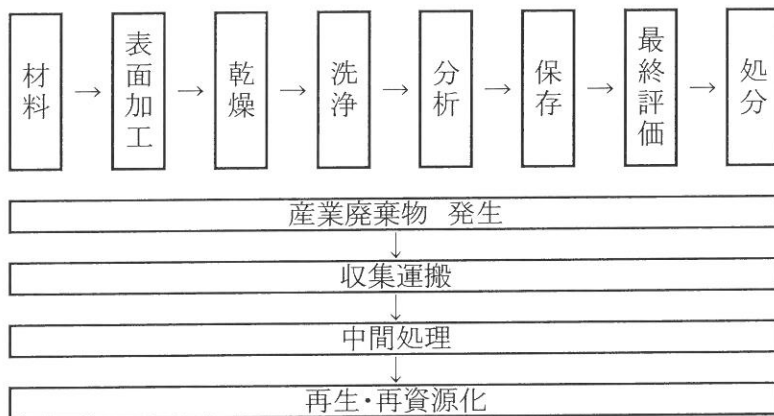 材料 → 表面加工 → 乾燥 → 洗浄 → 分析 → 保存 → 最終評価 → 処分
産業廃棄物 発生
↓
収集運搬
↓
中間処理
↓
再生・再資源化